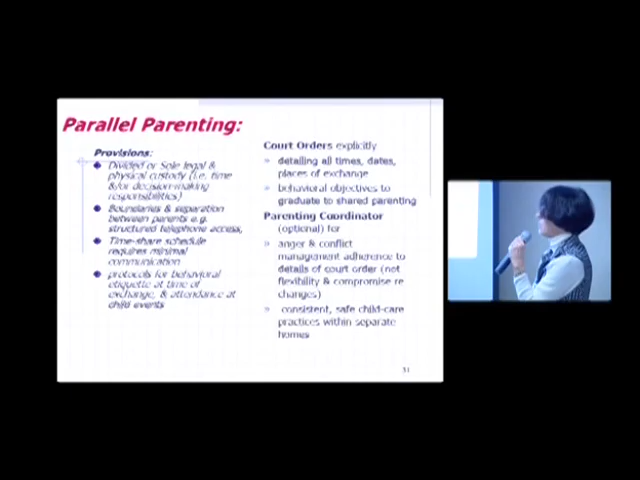 Parallel Parenting:
Provisions:
Divided or Sole legal &
physical custody (i.e. time
&/or decision-making
responsibilities)
Boundaries & separation
between parents e.g.
structured telephone access,
Time-share schedule
requires minimal
communication
protocols for behavioral
etiquette at time of
exchange, & attendance at
child events
Court Orders explicitly
detailing all times, dates,
places of exchange
behavioral objectives to
graduate to shared parenting
Parenting Coordinator
(optional) for
anger & conflict
management adherence to
details of court order (not
flexibility & compromise re
changes)
consistent, safe child-care
practices within separate
homes
31